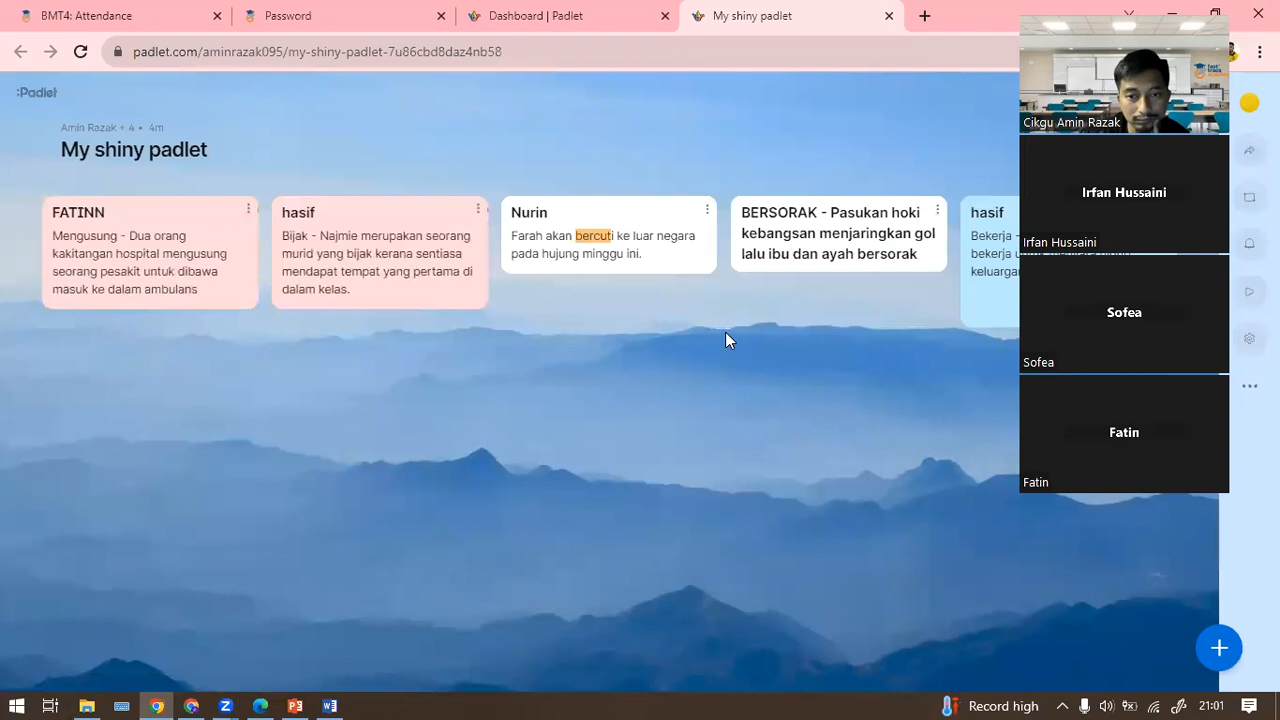 BMT4: Attendance
Password
Dashboard | Padlet
My shiny padlet
padlet.com/aminrazak095/my-shiny-padlet-7u86cbd8daz4nb58
:Padlet
Amin Razak + 4 • 4m
My shiny padlet
FATINN
Mengusung - Dua orang
kakitangan hospital mengusung
seorang pesakit untuk dibawa
masuk ke dalam ambulans
hasif
Bijak - Najmie merupakan seorang
murid yang bijak kerana sentiasa
mendapat tempat yang pertama di
dalam kelas.
Nurin
Farah akan bercuti ke luar negara
pada hujung minggu ini.
BERSORAK - Pasukan hoki
kebangsan menjaringkan gol
lalu ibu dan ayah bersorak
hasif
Bekerja -
bekerja
keluargan
Cikgu Amin Razak
Irfan Hussaini
Irfan Hussaini
Sofea
Sofea
Fatin
Fatin
Record high
21:01